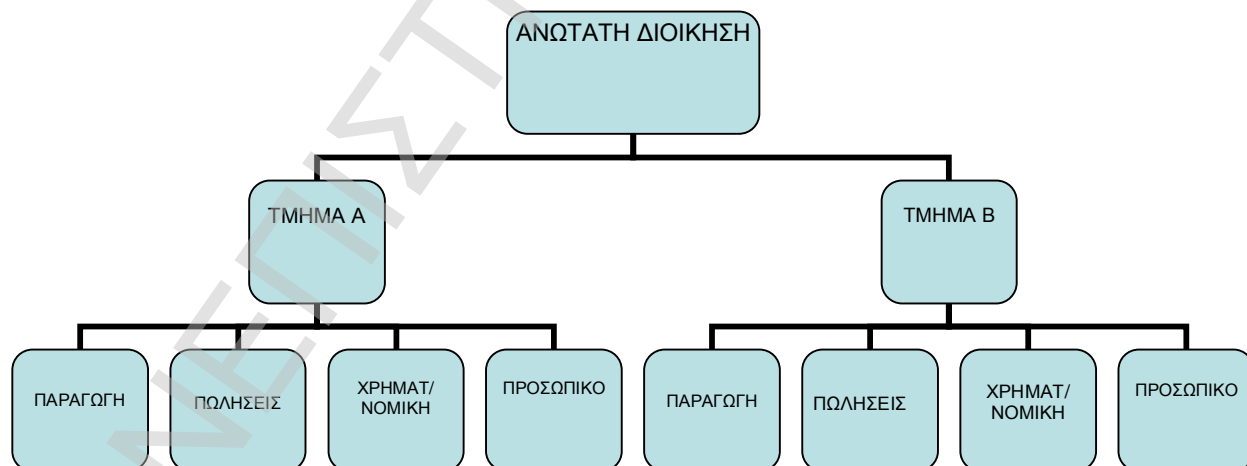 ΑΝΩΤΑΤΗ ΔΙΟΙΚΗΣΗ
ΤΜΗΜΑ Α
ΤΜΗΜΑ Β
ΠΑΡΑΓΩΓΗ
ΠΩΛΗΣΕΙΣ
ΧΡΗΜΑΤ/
ΝΟΜΙΚΗ
ΠΡΟΣΩΠΙΚΟ
ΠΑΡΑΓΩΓΗ
ΠΩΛΗΣΕΙΣ
ΧΡΗΜΑΤ/
ΝΟΜΙΚΗ
ΠΡΟΣΩΠΙΚΟ